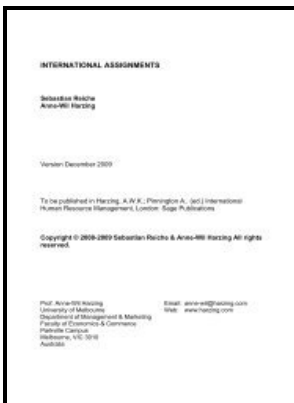 INTERNATIONAL ASSIGNMENTS
Sebastian Reiche
Anne-Wil Harzing
Version December 2009
To be published in Harzing, A.W.K.; Pinnington A. (ed.) International
Human Resource Management, London: Sage Publications
Copyright © 2008-2009 Sebastian Reiche & Anne-Wil Harzing All rights
reserved.
Prof. Anne-Wil Harzing
University of Melbourne
Department of Management & Marketing
Faculty of Economics & Commerce
Parkville Campus
Melbourne, VIC 3010
Australia
Email: anne-wil@harzing.com
Web: www.harzing.com